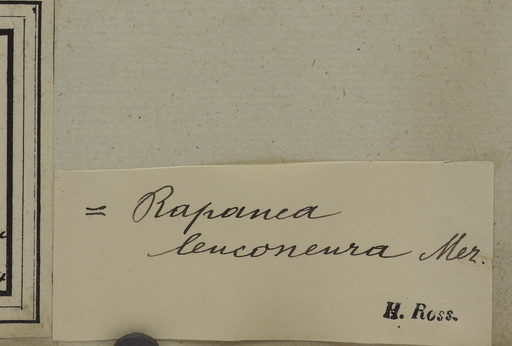 = Rapanea
leuconeura Mez.
H. Ross.